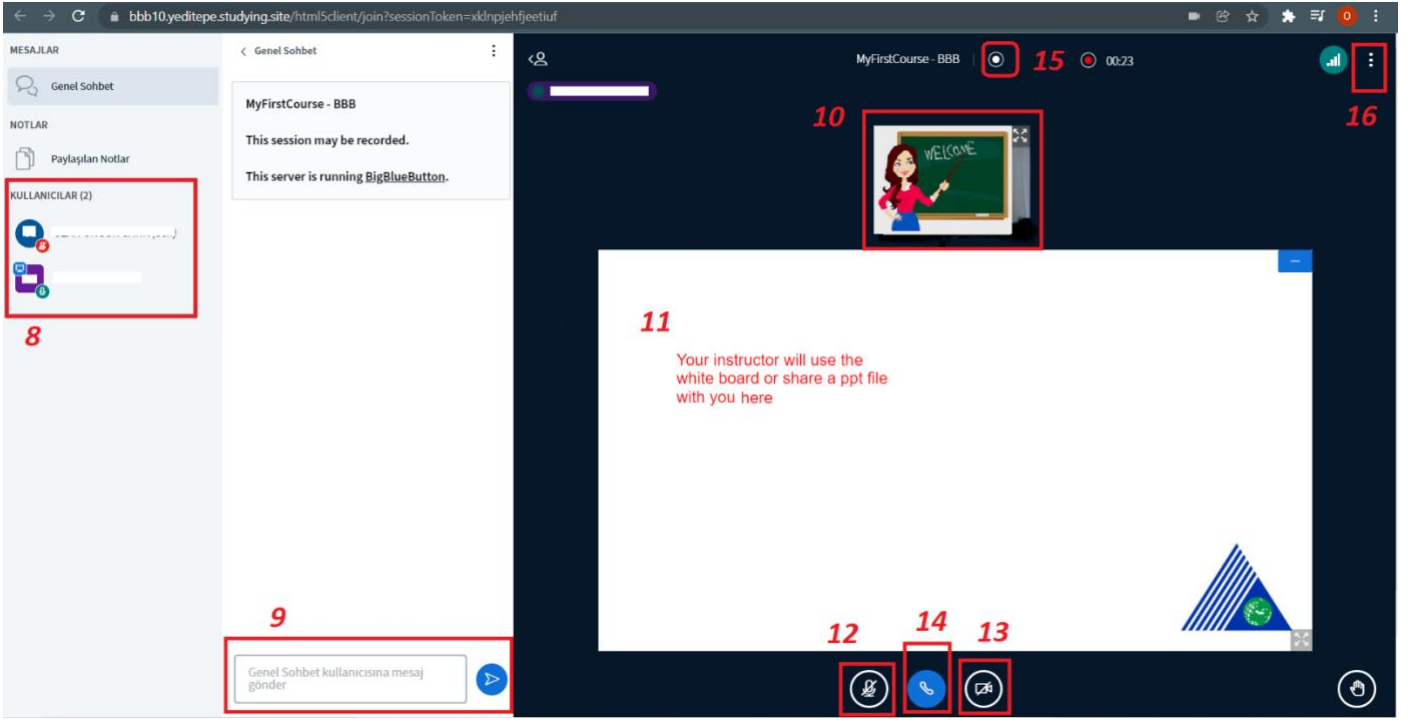 bbb10.yeditepe.studying.site/html5client/join?sessionToken=xklnpjehfjeetiuf
O
MESAJLAR
Genel Sohbet
NOTLAR
Paylaşılan Notlar
KULLANICILAR (2)
8
Genel Sohbet
MyFirstCourse - BBB
This session may be recorded.
This server is running BigBlueButton.
9
Genel Sohbet kullanıcısına mesaj
gönder
MyFirstCourse - BBB
15
00:23
16
10
WELCOME
11
Your instructor will use the
white board or share a ppt file
with you here
12
14
13